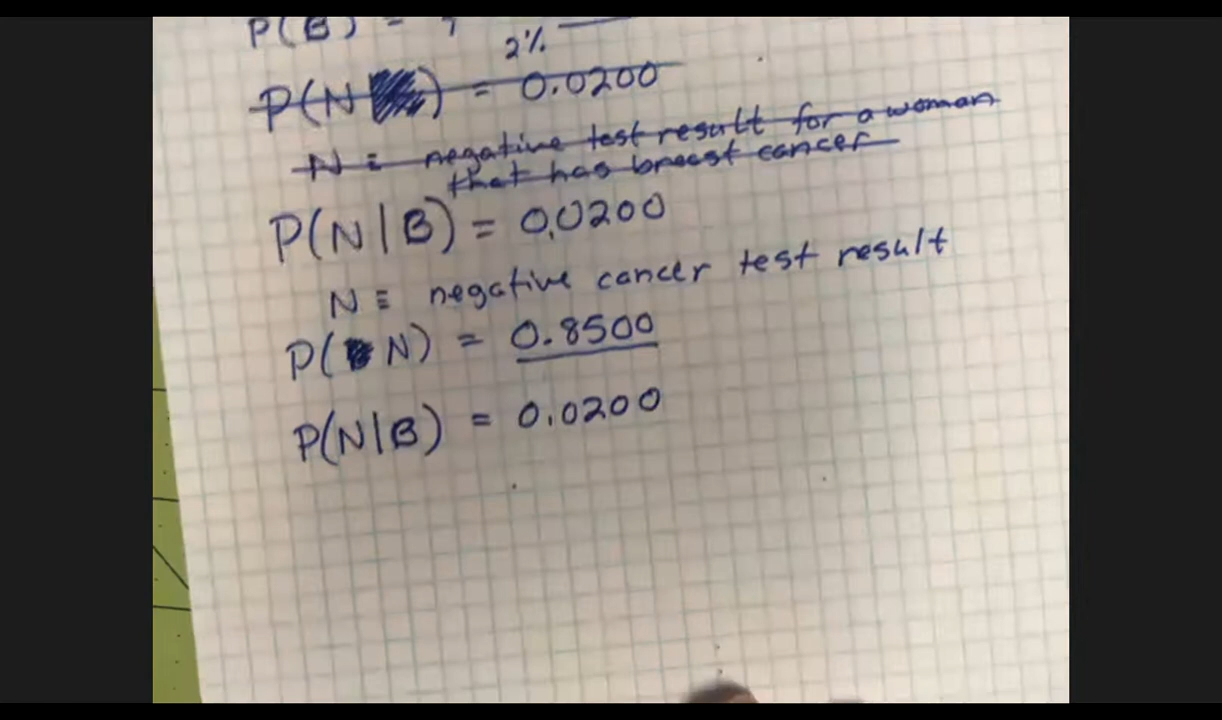 P(B) =
2%
P(N ) = 0.0200
N ≡ negative test result for a woman
that has breast cancer
P(N|B) = 0.0200
N ≡ negative cancer test result
P( N) = 0.8500
P(N|B) = 0.0200